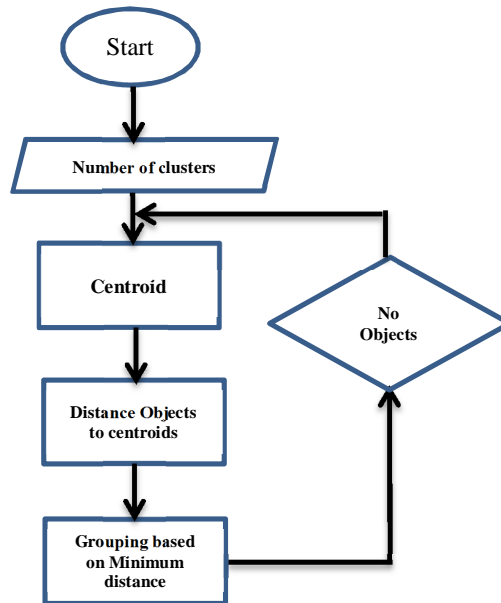 Start
Number of clusters
Centroid
No
Objects
Distance Objects
to centroids
Grouping based
on Minimum
distance